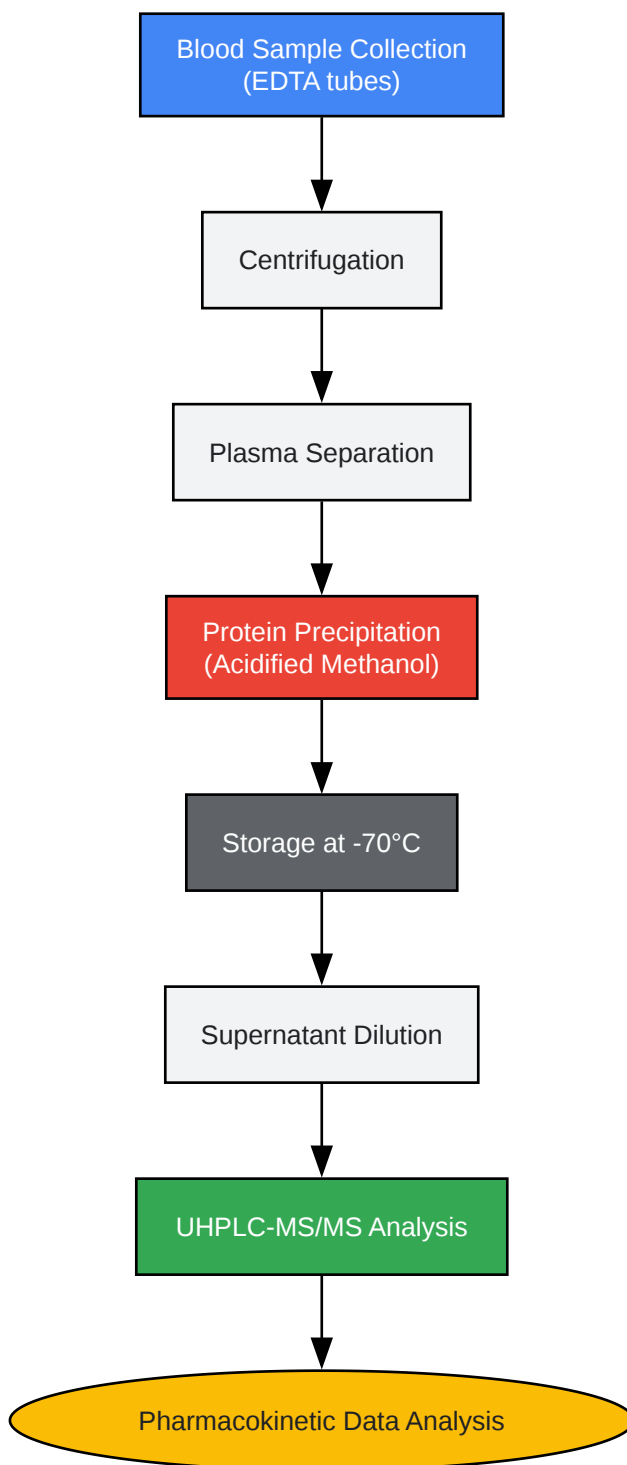 Blood Sample Collection
(EDTA tubes)
Centrifugation
Plasma Separation
Protein Precipitation
(Acidified Methanol)
Storage at -70°C
Supernatant Dilution
UHPLC-MS/MS Analysis
Pharmacokinetic Data Analysis